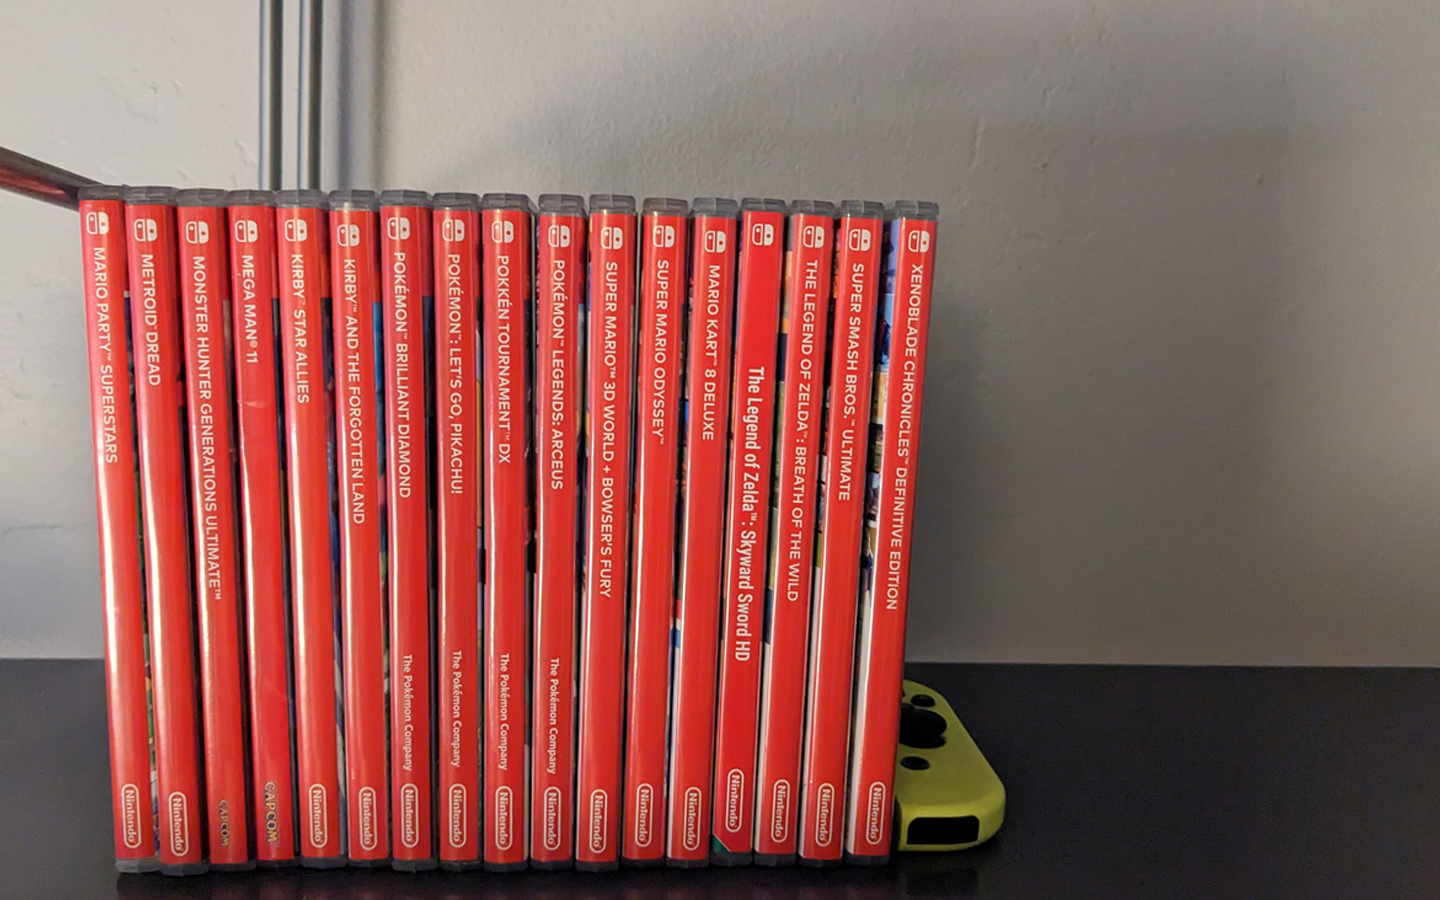 MARIO PARTY™ SUPERSTARS
Nintendo
METROID™ DREAD
Nintendo
MONSTER HUNTER GENERATIONS ULTIMATE™
CAPCOM
MEGA MAN® 11
CAPCOM
KIRBY™ STAR ALLIES
Nintendo
KIRBY™ AND THE FORGOTTEN LAND
Nintendo
POKÉMON™ BRILLIANT DIAMOND
The Pokémon Company
Nintendo
POKÉMON™: LET'S GO, PIKACHU!
The Pokémon Company
Nintendo
POKKÉN TOURNAMENT™ DX
The Pokémon Company
Nintendo
POKÉMON™ LEGENDS: ARCEUS
The Pokémon Company
Nintendo
SUPER MARIO™ 3D WORLD + BOWSER'S FURY
Nintendo
SUPER MARIO ODYSSEY™
Nintendo
MARIO KART™ 8 DELUXE
Nintendo
The Legend of Zelda™: Skyward Sword HD
Nintendo
THE LEGEND OF ZELDA™: BREATH OF THE WILD
Nintendo
SUPER SMASH BROS.™ ULTIMATE
Nintendo
XENOBLADE CHRONICLES™ DEFINITIVE EDITION
Nintendo